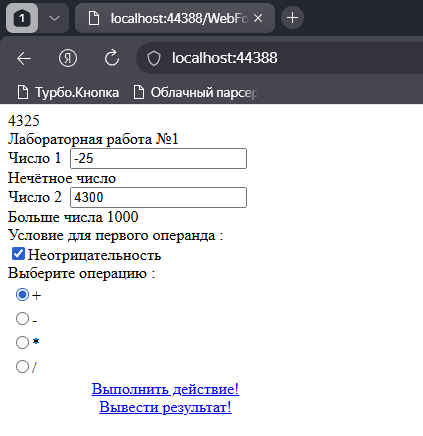 1
localhost:44388/WebFo
localhost:44388
Турбо.Кнопка Облачный парсер
4325
Лабораторная работа №1
Число 1 -25
Нечётное число
Число 2 4300
Больше числа 1000
Условие для первого операнда :
Неотрицательность
Выберите операцию :
+
-
*
/
Выполнить действие!
Вывести результат!